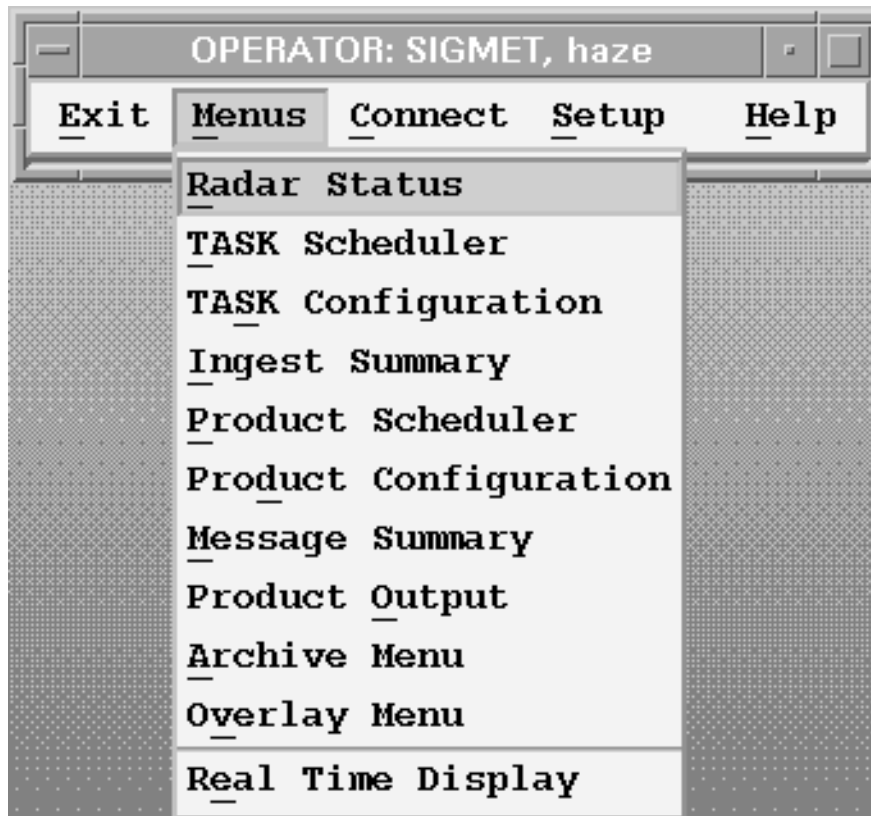 OPERATOR: SIGMET, haze
Exit Menus Connect Setup Help
Radar Status
TASK Scheduler
TASK Configuration
Ingest Summary
Product Scheduler
Product Configuration
Message Summary
Product Output
Archive Menu
Overlay Menu
Real Time Display